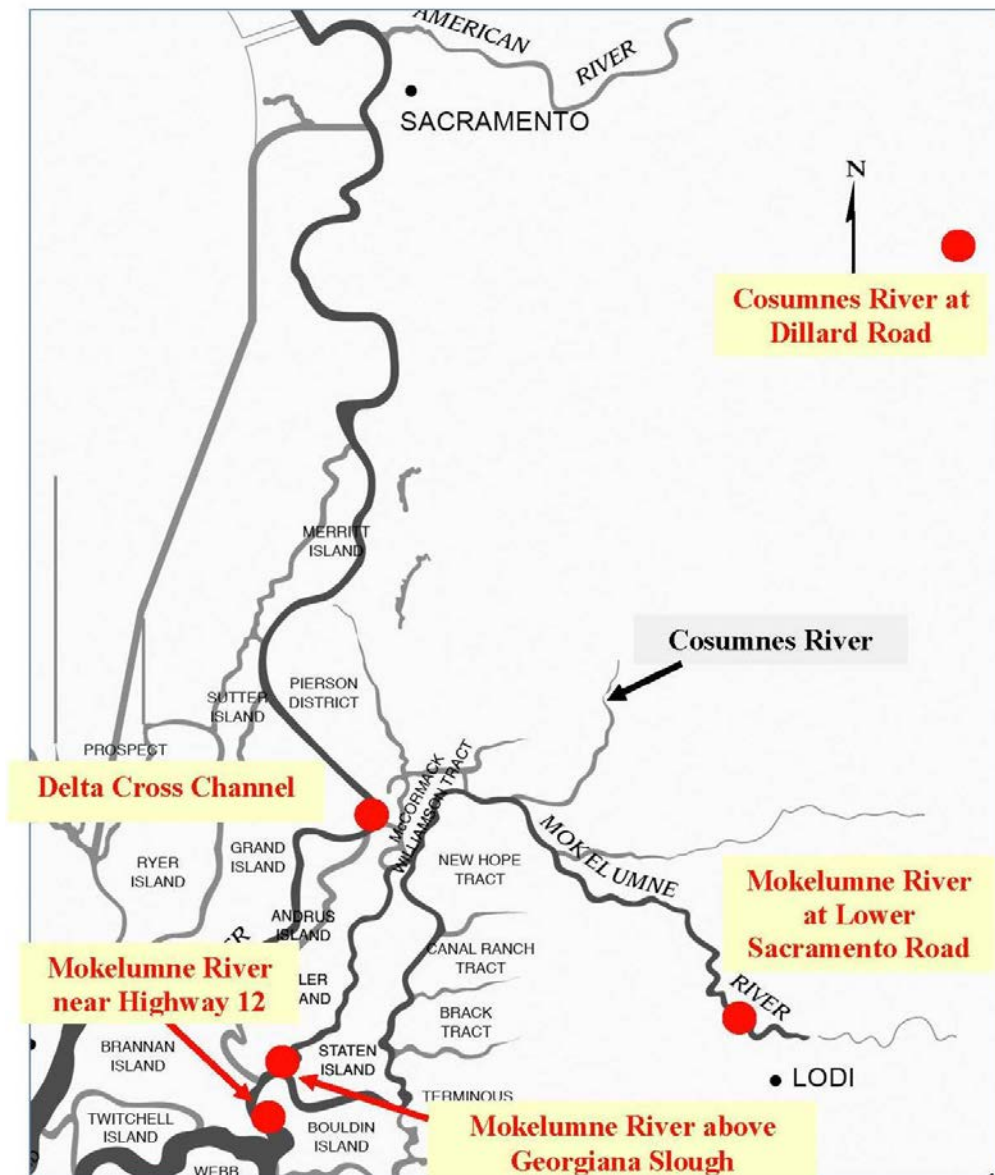 AMERICAN
RIVER
SACRAMENTO
N
Cosumnes River at
Dillard Road
MERRITT
ISLAND
Cosumnes River
PIERSON
DISTRICT
SUTTER
ISLAND
PROSPECT
Delta Cross Channel
McCORMACK
WILLIAMSON TRACT
MOKELUMNE
RIVER
GRAND
ISLAND
RYER
ISLAND
NEW HOPE
TRACT
Mokelumne River
at Lower
Sacramento Road
ANDRUS
ISLAND
CANAL RANCH
TRACT
Mokelumne River
near Highway 12
BRACK
TRACT
BRANNAN
ISLAND
STATEN
ISLAND
LODI
TERMINOUS
TWITCHELL
ISLAND
BOULDIN
ISLAND
Mokelumne River above
Georgiana Slough
WEBB